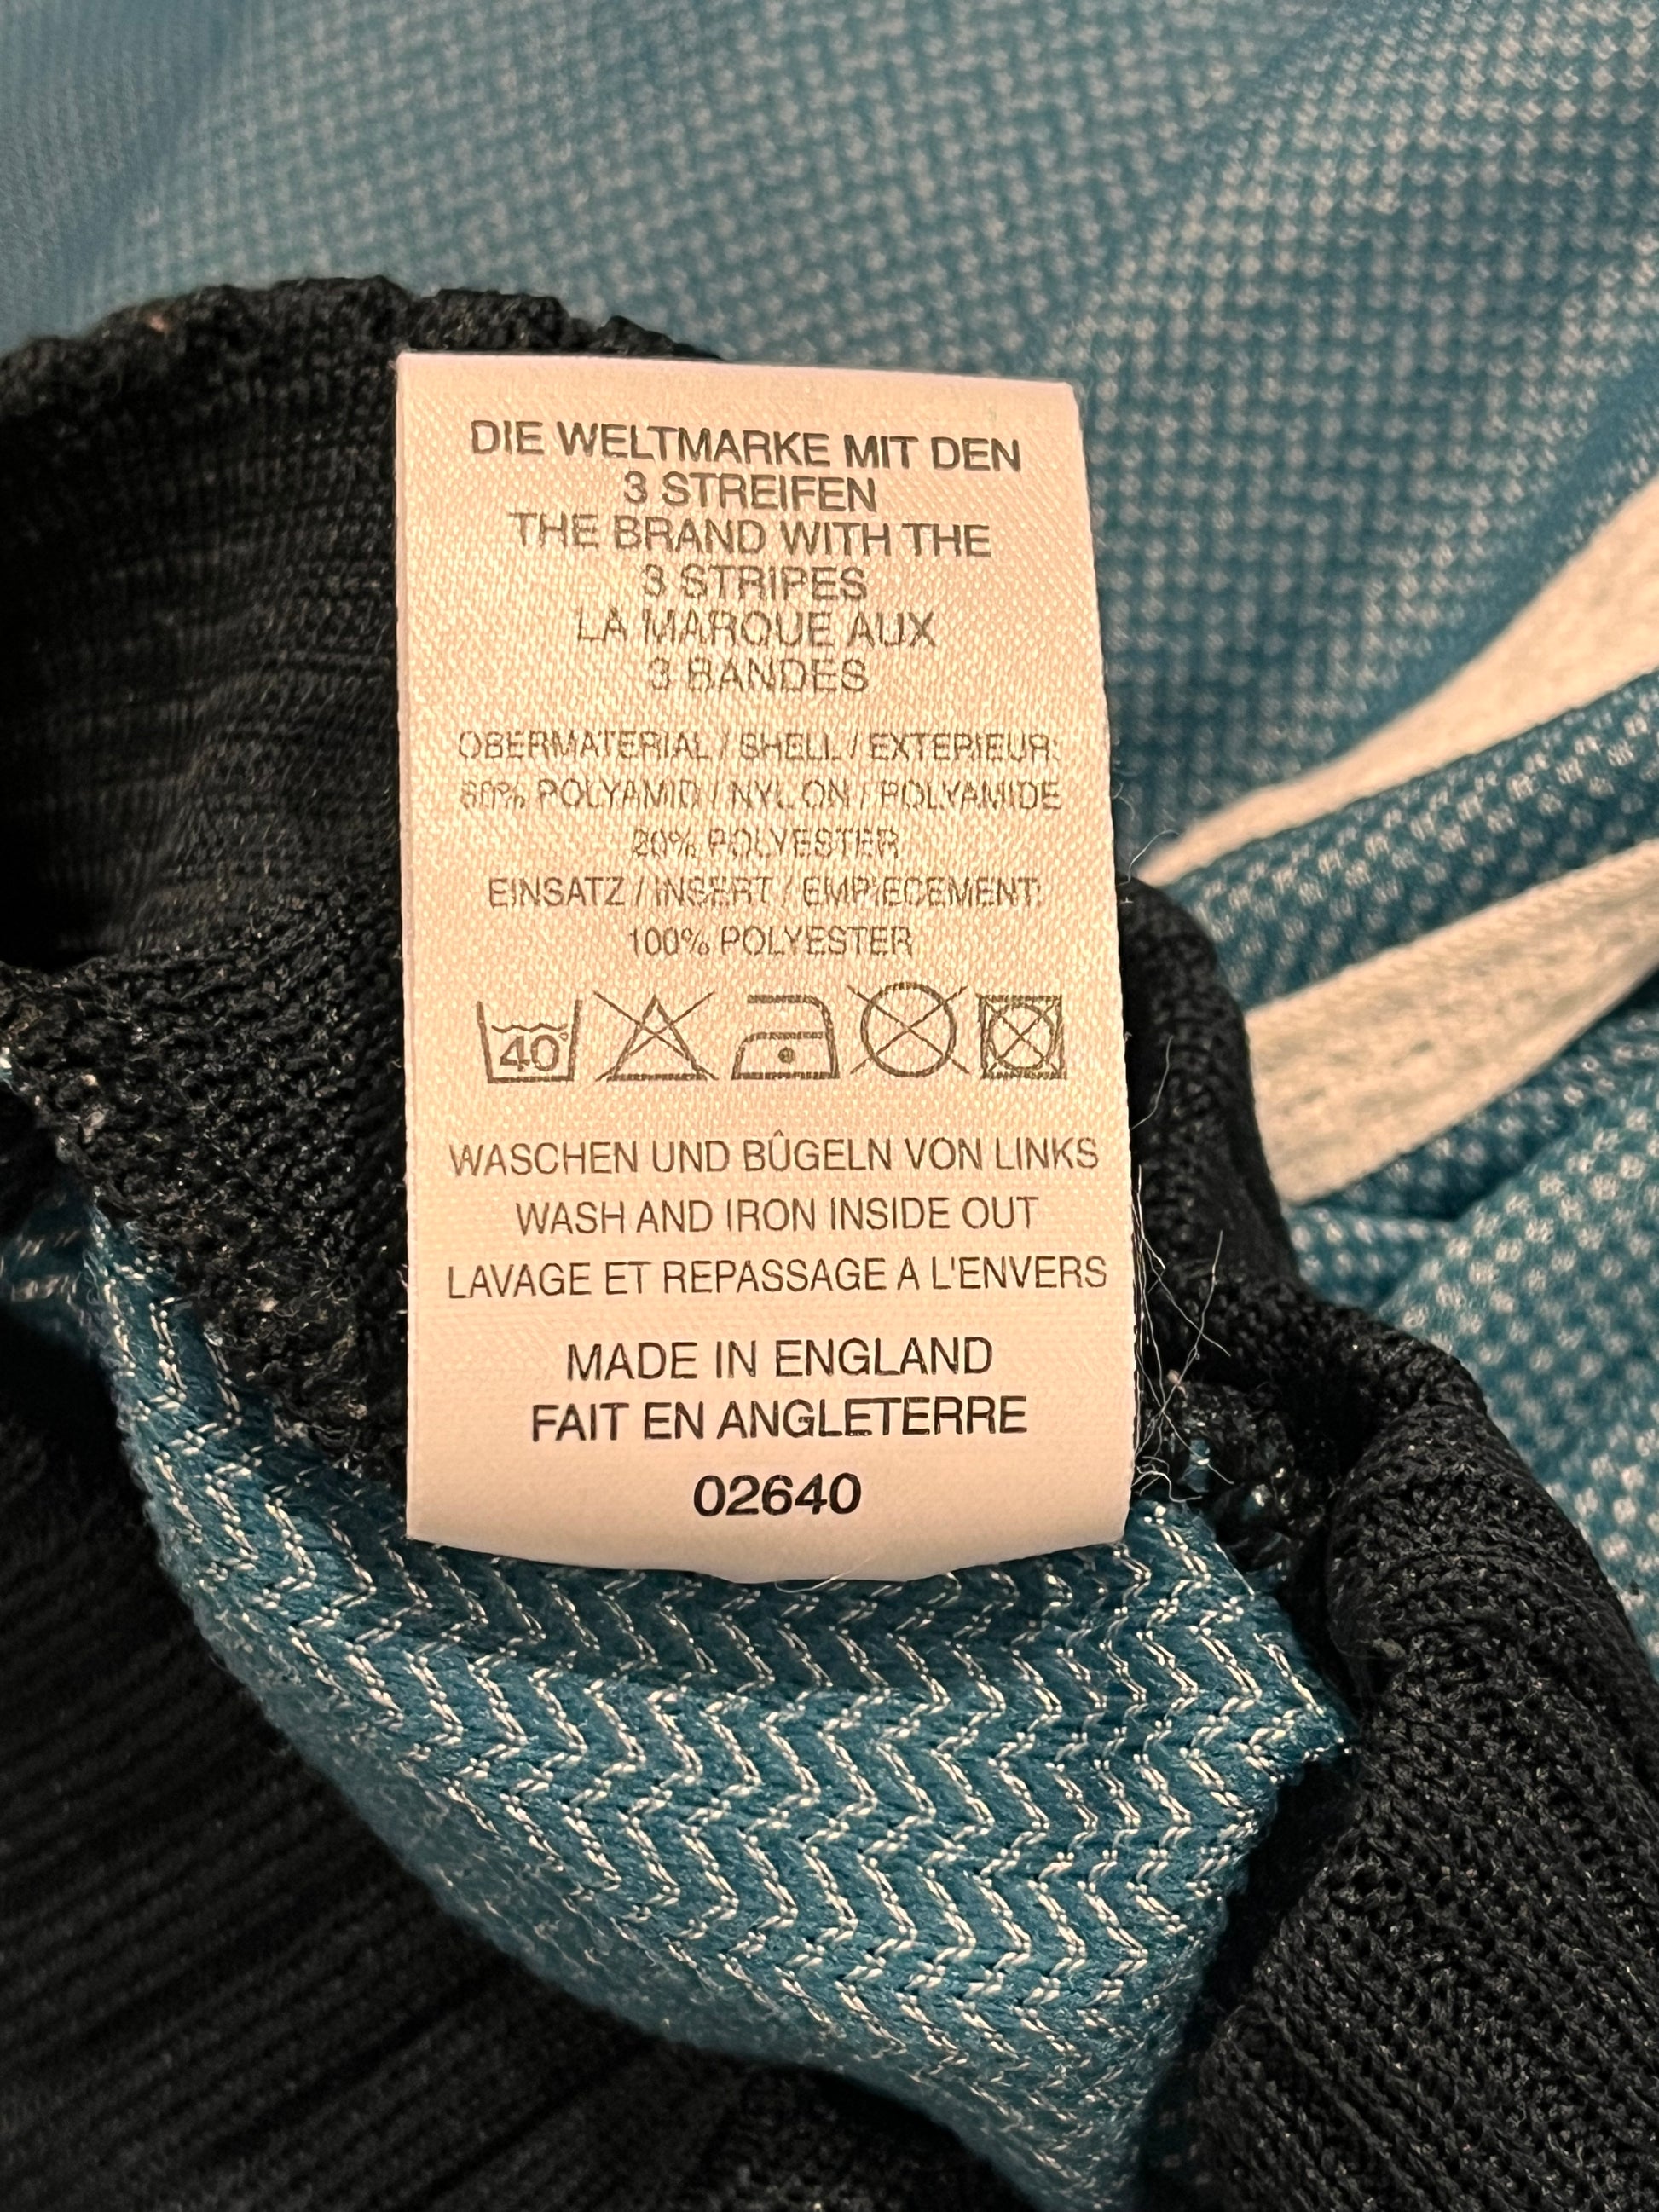 DIE WELTMARKE MIT DEN
3 STREIFEN
THE BRAND WITH THE
3 STRIPES
LA MARQUE AUX
3 BANDES
OBERMATERIAL / SHELL / EXTERIEUR:
80% POLYAMID / NYLON / POLYAMIDE
20% POLYESTER
EINSATZ / INSERT / EMPIECEMENT:
100% POLYESTER
40°
WASCHEN UND BÛGELN VON LINKS
WASH AND IRON INSIDE OUT
LAVAGE ET REPASSAGE A L'ENVERS
MADE IN ENGLAND
FAIT EN ANGLETERRE
02640